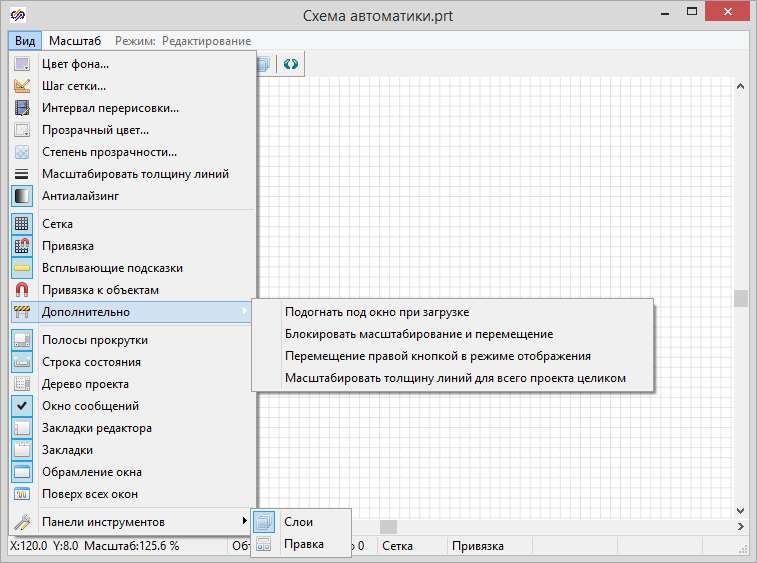 Схема автоматики.prt
Вид Масштаб Режим: Редактирование
Цвет фона...
Шаг сетки...
Интервал перерисовки...
Прозрачный цвет...
Степень прозрачности...
Масштабировать толщину линий
Антиалайзинг
Сетка
Привязка
Всплывающие подсказки
Привязка к объектам
Дополнительно
Подогнать под окно при загрузке
Блокировать масштабирование и перемещение
Перемещение правой кнопкой в режиме отображения
Масштабировать толщину линий для всего проекта целиком
Полосы прокрутки
Строка состояния
Дерево проекта
Окно сообщений
Закладки редактора
Закладки
Обрамление окна
Поверх всех окон
Панели инструментов
Слои
Правка
X:120.0 Y:8.0 Масштаб:125.6 % 0 Сетка Привязка